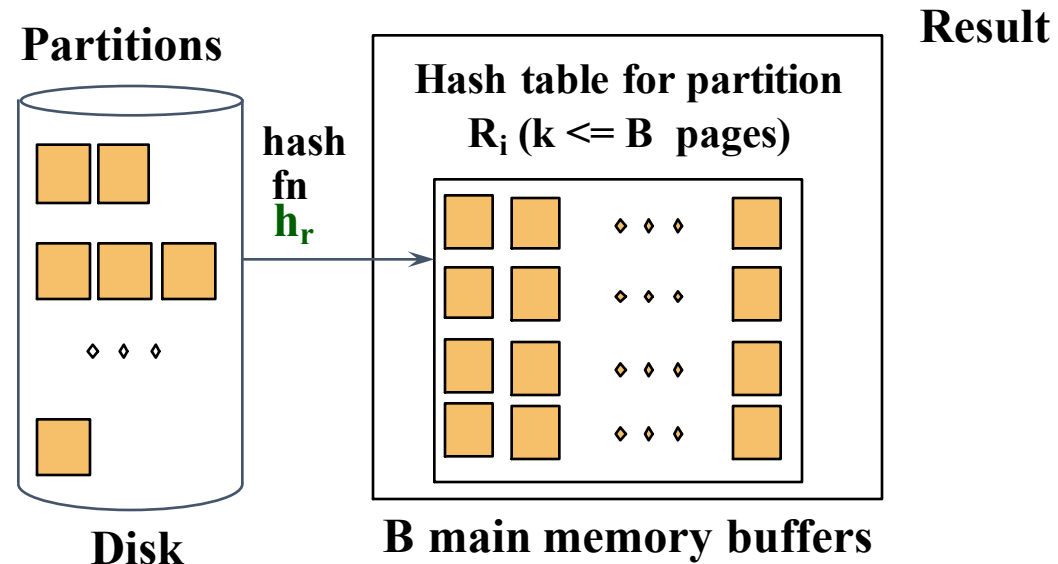 Partitions
Result
Hash table for partition
Rᵢ (k <= B pages)
hash
fn
hᵣ
Disk
B main memory buffers